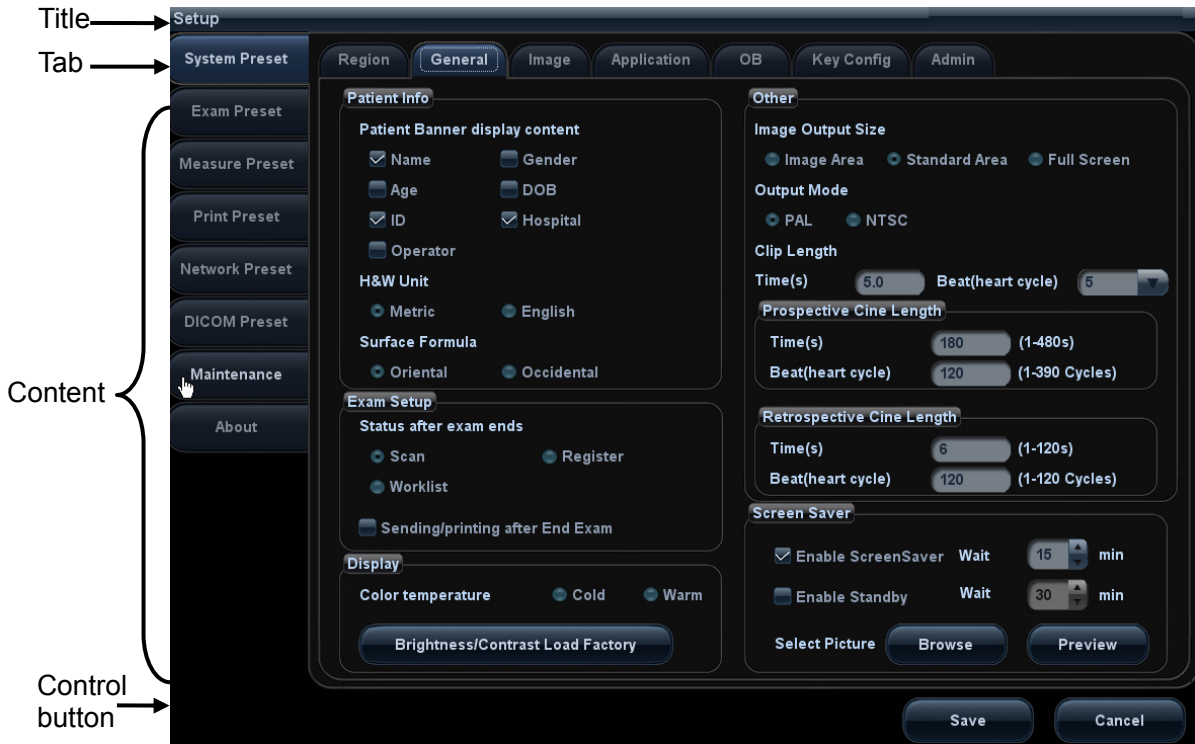 Title
Setup
Tab
System Preset
Region
General
Image
Application
OB
Key Config
Admin
Content
Exam Preset
Measure Preset
Print Preset
Network Preset
DICOM Preset
Maintenance
About
Patient Info
Patient Banner display content
Name
Gender
Age
DOB
ID
Hospital
Operator
H&W Unit
Metric
English
Surface Formula
Oriental
Occidental
Exam Setup
Status after exam ends
Scan
Register
Worklist
Sending/printing after End Exam
Display
Color temperature
Cold
Warm
Brightness/Contrast Load Factory
Other
Image Output Size
Image Area
Standard Area
Full Screen
Output Mode
PAL
NTSC
Clip Length
Time(s) 5.0 Beat(heart cycle) 5
Prospective Cine Length
Time(s) 180 (1-480s)
Beat(heart cycle) 120 (1-390 Cycles)
Retrospective Cine Length
Time(s) 6 (1-120s)
Beat(heart cycle) 120 (1-120 Cycles)
Screen Saver
Enable ScreenSaver Wait 15 min
Enable Standby Wait 30 min
Select Picture Browse Preview
Control
button
Save
Cancel